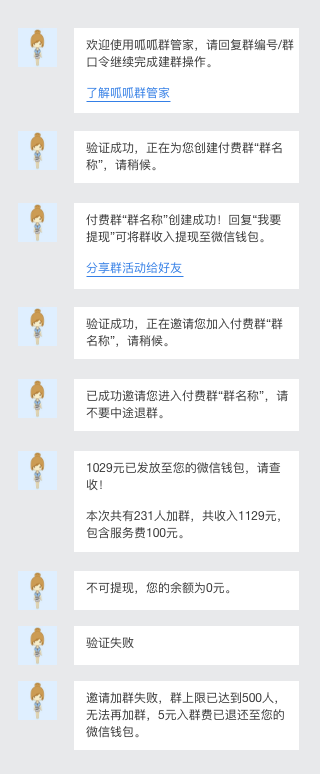 欢迎使用呱呱群管家，请回复群编号/群
口令继续完成建群操作。
了解呱呱群管家
验证成功，正在为您创建付费群“群名
称”，请稍候。
付费群“群名称”创建成功！回复“我要
提现”可将群收入提现至微信钱包。
分享群活动给好友
验证成功，正在邀请您加入付费群“群
名称”，请稍候。
已成功邀请您进入付费群“群名称”，请
不要中途退群。
1029元已发放至您的微信钱包，请查
收！
本次共有231人加群，共收入1129元，
包含服务费100元。
不可提现，您的余额为0元。
验证失败
邀请加群失败，群上限已达到500人，
无法再加群，5元入群费已退还至您的
微信钱包。